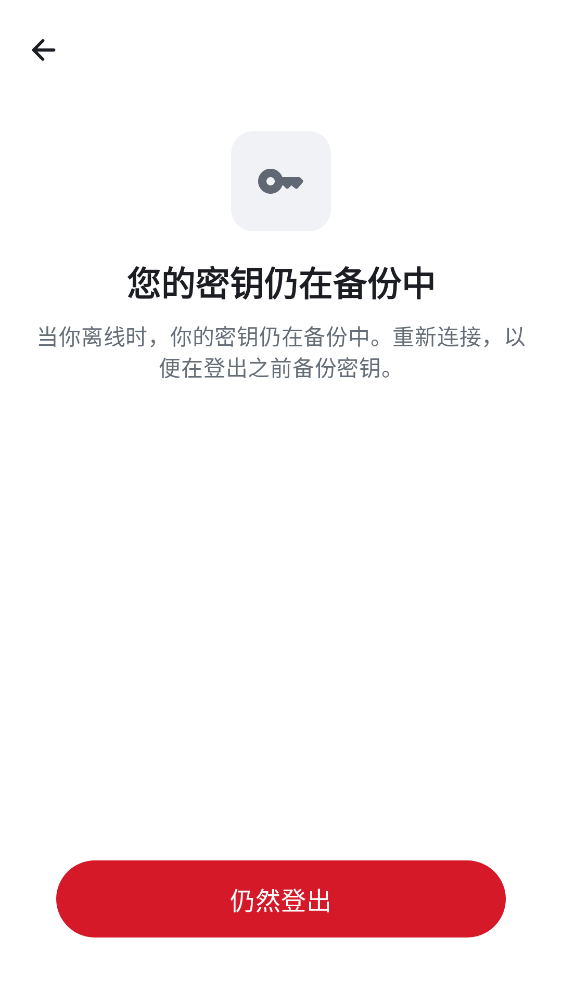 您的密钥仍在备份中
当你离线时，你的密钥仍在备份中。重新连接，以
便在登出之前备份密钥。
仍然登出